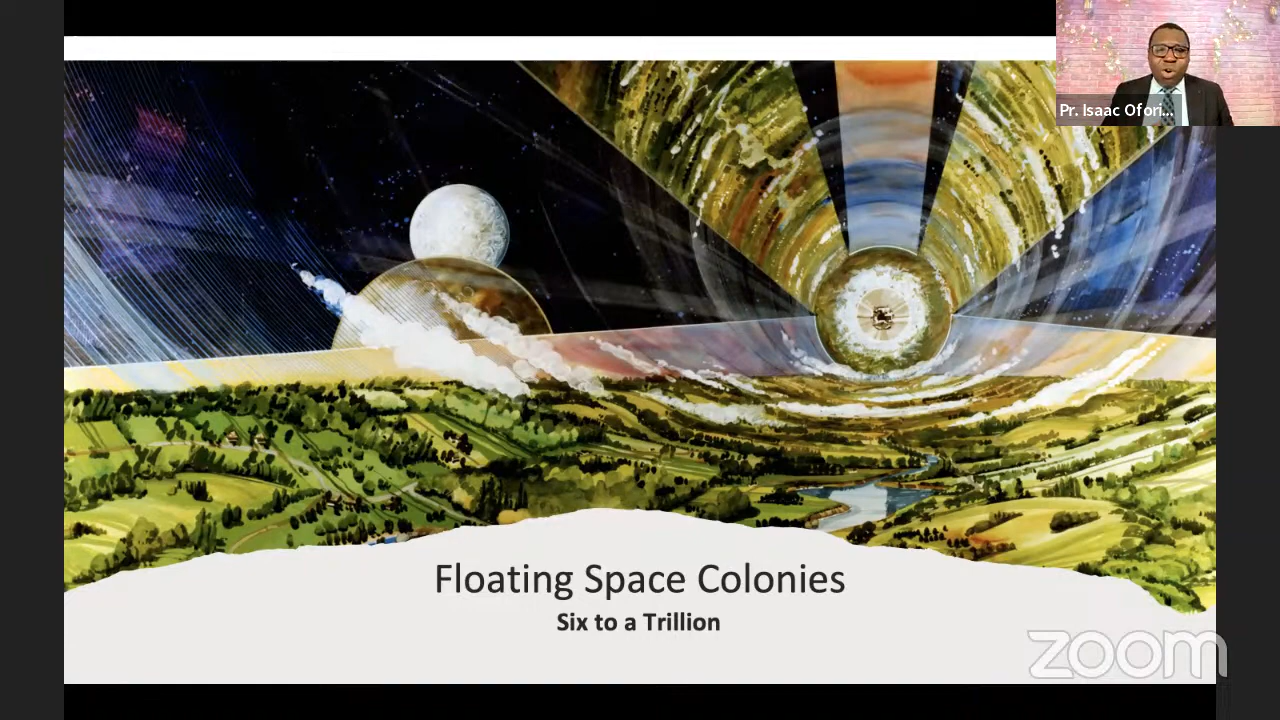 Pr. Isaac Ofori...
Floating Space Colonies
Six to a Trillion
zoom